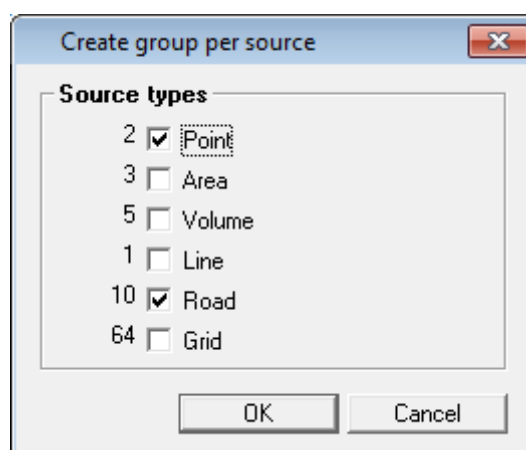 Create group per source
Source types
2 Point
3 Area
5 Volume
1 Line
10 Road
64 Grid
OK Cancel